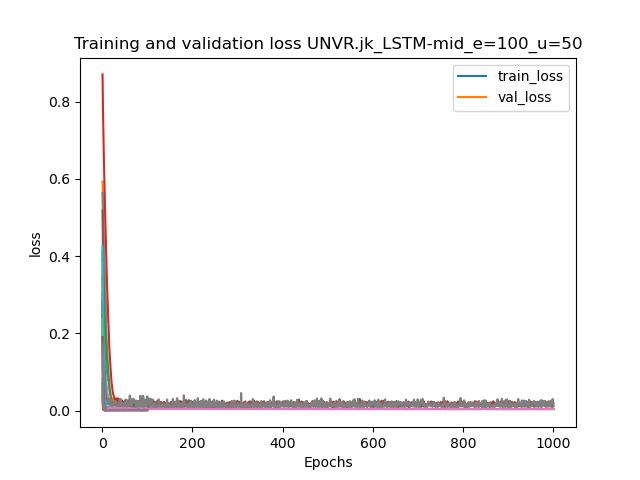 Training and validation loss UNVR.jk_LSTM-mid_e=100_u=50
train_loss
val_loss
0.8
0.6
0.4
0.2
0.0
loss
0
200
400
600
800
1000
Epochs